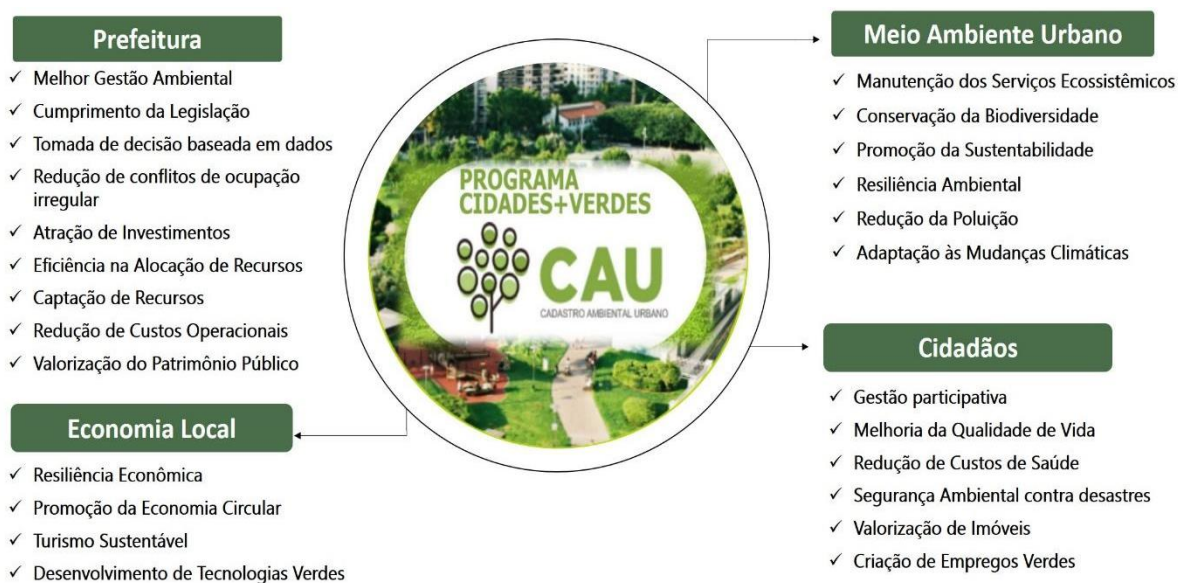 Prefeitura
✓ Melhor Gestão Ambiental
✓ Cumprimento da Legislação
✓ Tomada de decisão baseada em dados
✓ Redução de conflitos de ocupação
irregular
✓ Atração de Investimentos
✓ Eficiência na Alocação de Recursos
✓ Captação de Recursos
✓ Redução de Custos Operacionais
✓ Valorização do Patrimônio Público
Economia Local
✓ Resiliência Econômica
✓ Promoção da Economia Circular
✓ Turismo Sustentável
✓ Desenvolvimento de Tecnologias Verdes
PROGRAMA
CIDADES+VERDES
CAU
CADASTRO AMBIENTAL URBANO
Meio Ambiente Urbano
✓ Manutenção dos Serviços Ecossistêmicos
✓ Conservação da Biodiversidade
✓ Promoção da Sustentabilidade
✓ Resiliência Ambiental
✓ Redução da Poluição
✓ Adaptação às Mudanças Climáticas
Cidadãos
✓ Gestão participativa
✓ Melhoria da Qualidade de Vida
✓ Redução de Custos de Saúde
✓ Segurança Ambiental contra desastres
✓ Valorização de Imóveis
✓ Criação de Empregos Verdes